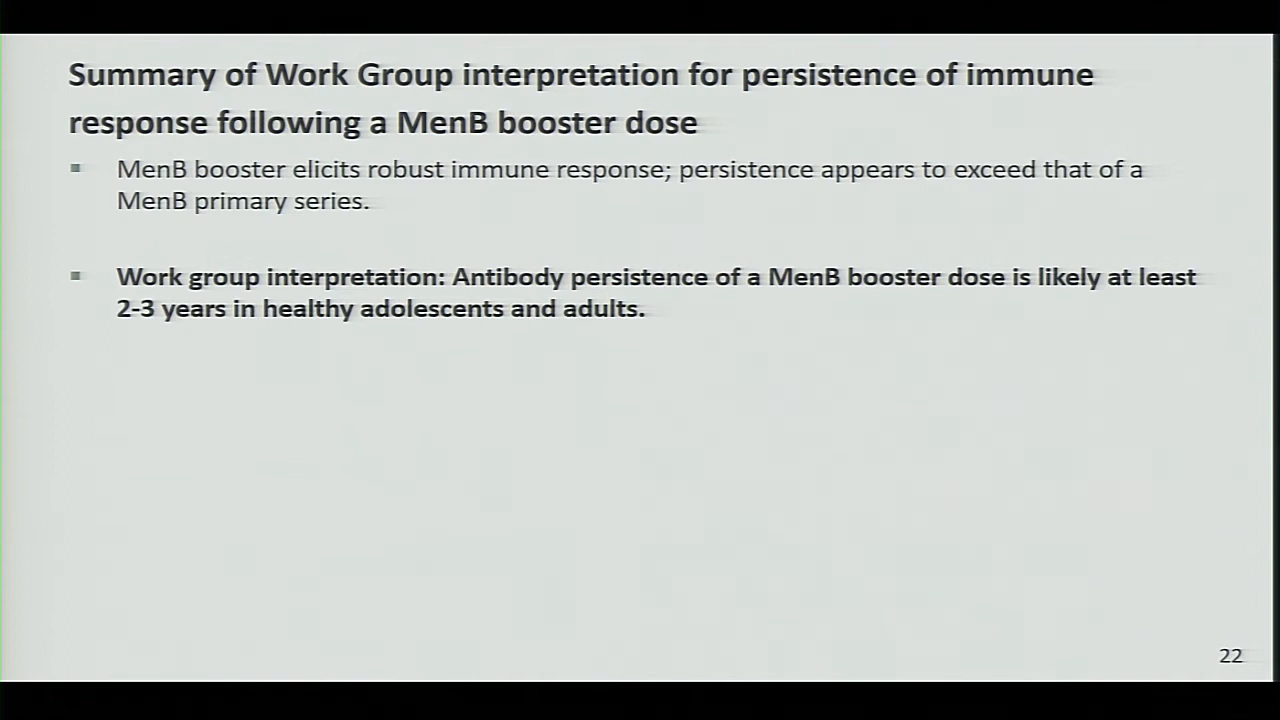 Summary of Work Group interpretation for persistence of immune
response following a MenB booster dose
▪ MenB booster elicits robust immune response; persistence appears to exceed that of a
MenB primary series.
▪ Work group interpretation: Antibody persistence of a MenB booster dose is likely at least
2-3 years in healthy adolescents and adults.
22